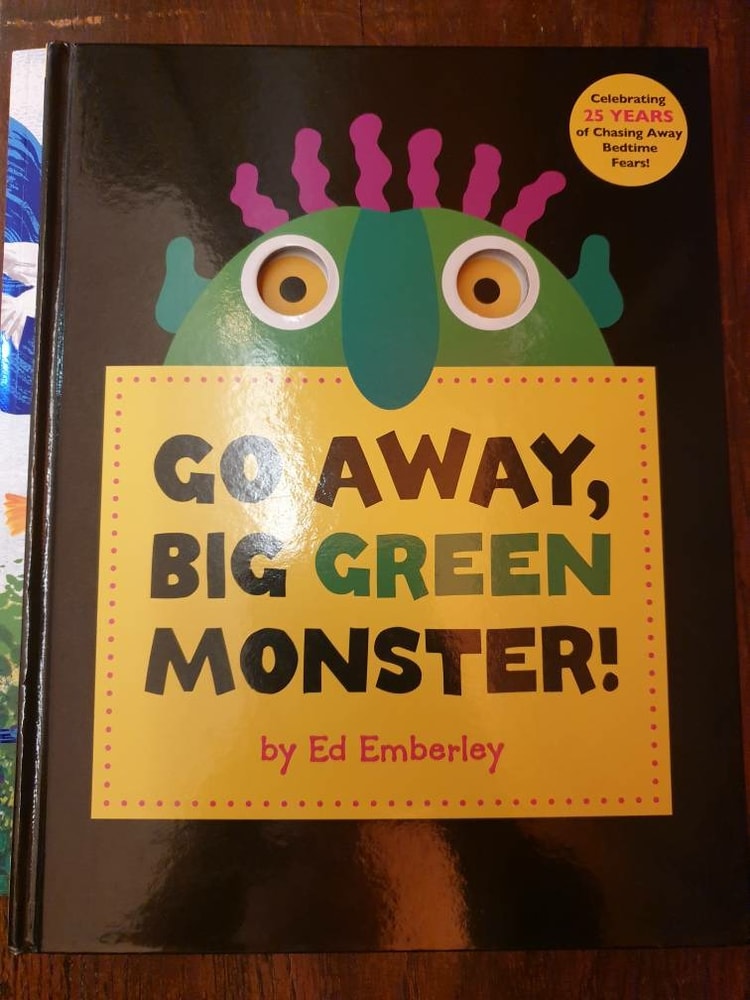 Celebrating
25 YEARS
of Chasing Away
Bedtime
Fears!
GO AWAY,
BIG GREEN
MONSTER!
by Ed Emberley